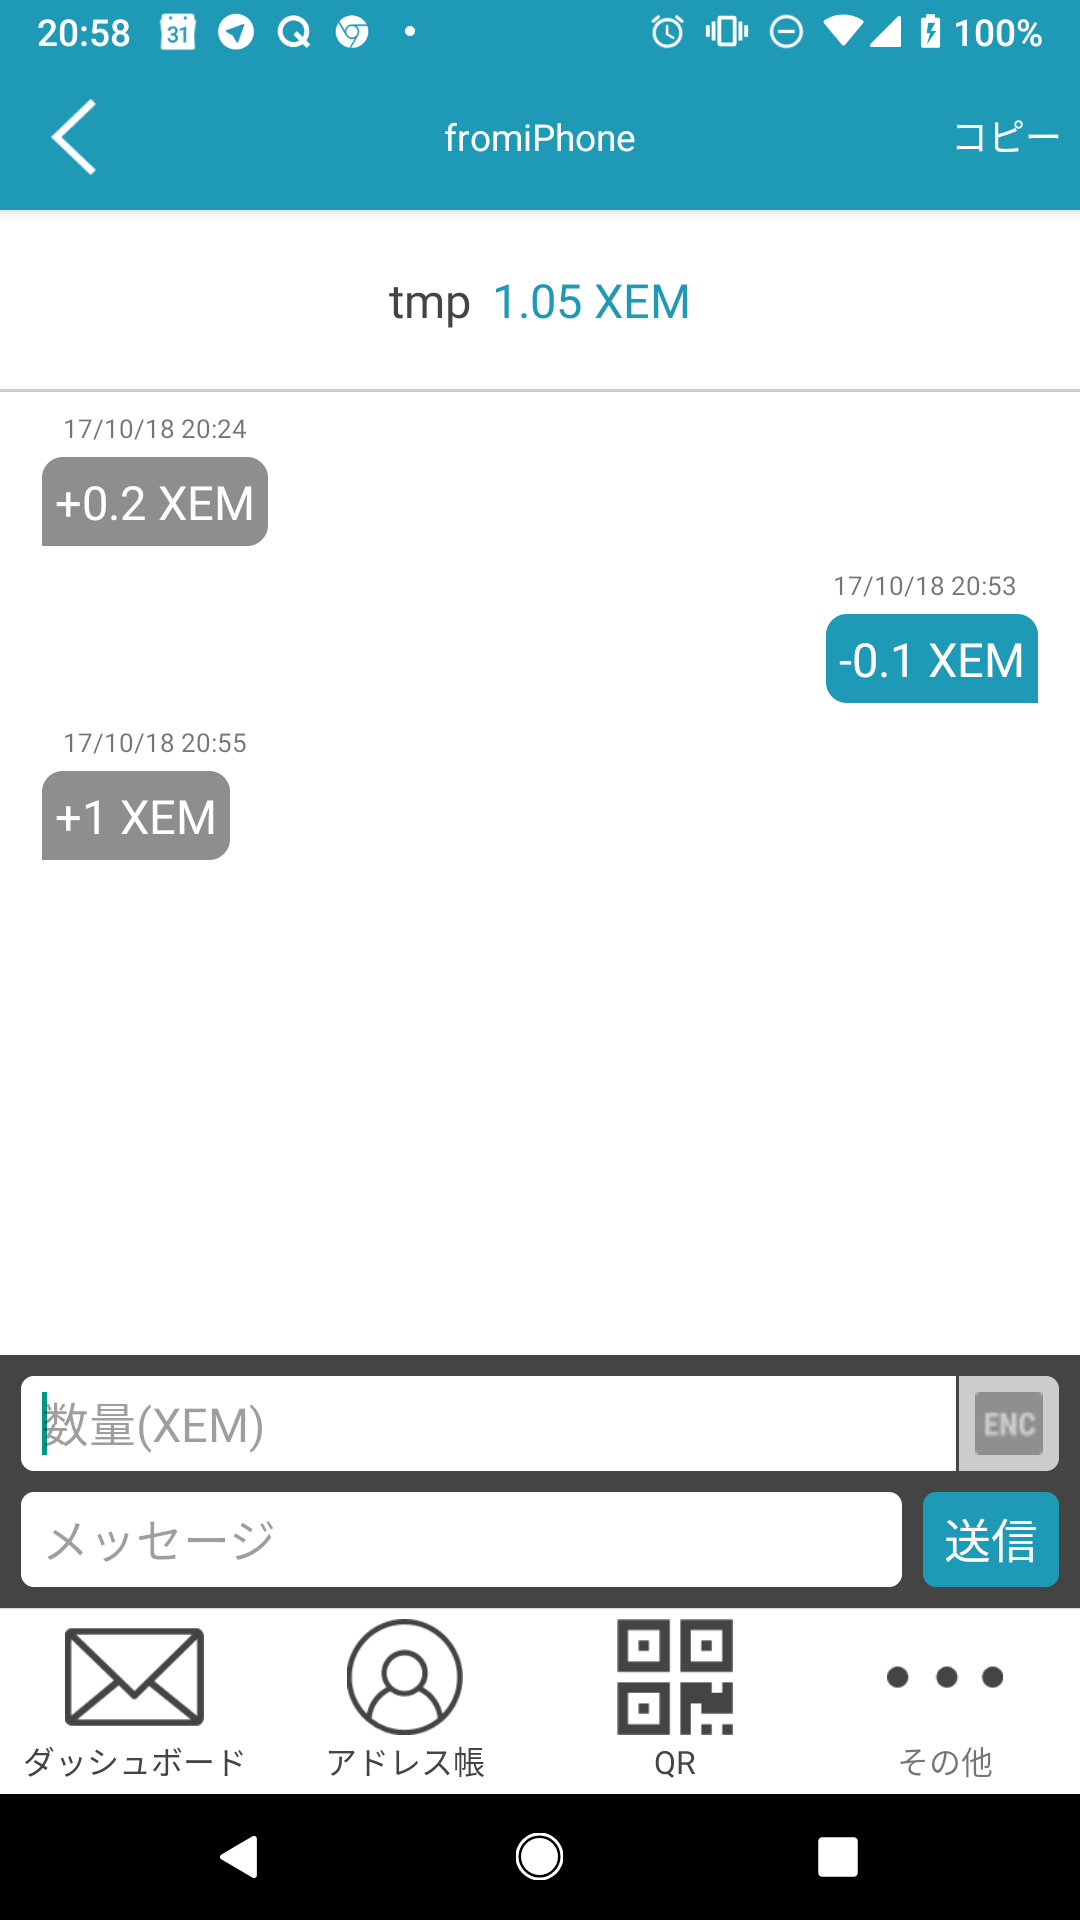 20:58 31 100%
fromiPhone コピー
tmp 1.05 XEM
17/10/18 20:24
+0.2 XEM
17/10/18 20:53
-0.1 XEM
17/10/18 20:55
+1 XEM
数量(XEM) ENC
メッセージ 送信
ダッシュボード アドレス帳 QR その他